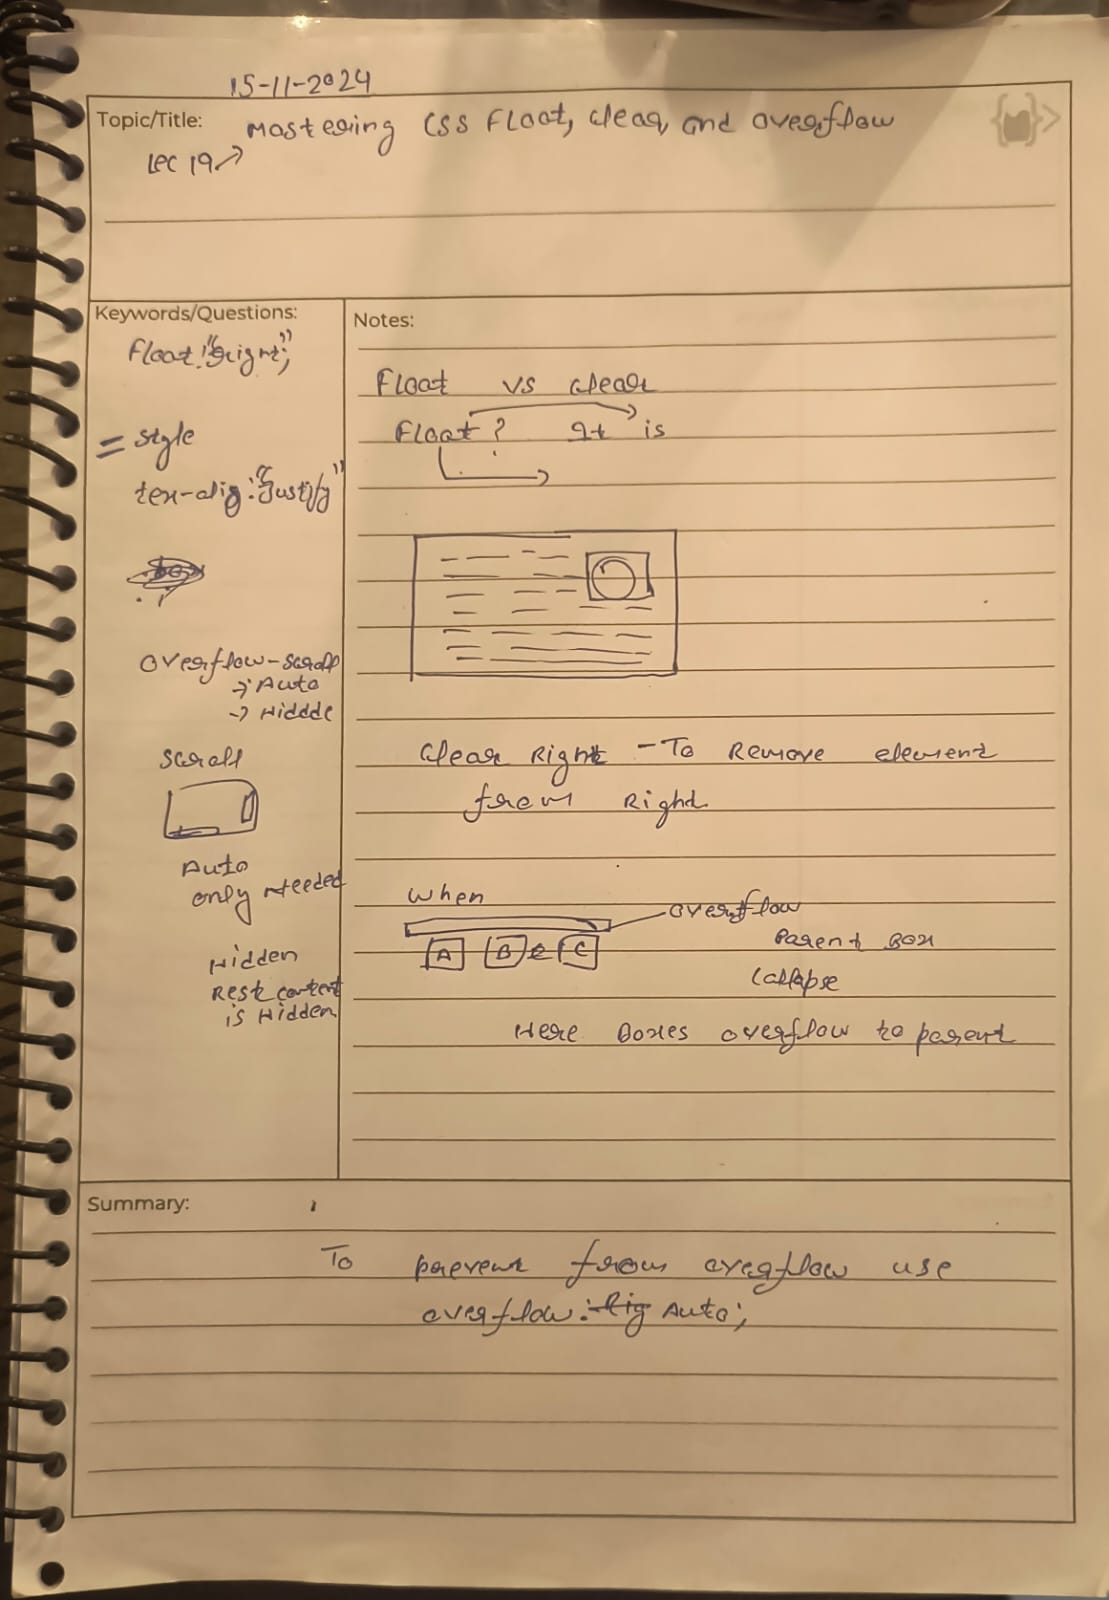 15-11-2024
Topic/Title: Mastering CSS Float, clear, and overflow
Lec 19→
Keywords/Questions:
Float:"right";
= style
tex-alig:"Justify"
Overflow-scroll
→ Auto
→ Hiddde
Scroll
Auto
only Needed
Hidden
Rest content
is Hidden
Notes:
Float vs clear
Float? It is
Clear Right - To Remove element
from Right
When
overflow
A B C
Parent Box
Collapse
Here Boxes overflow to parent
Summary:
To prevent from overflow use
overflow: Auto;